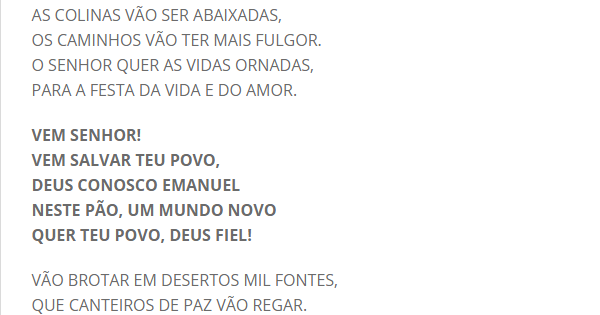 AS COLINAS VÃO SER ABAIXADAS,
OS CAMINHOS VÃO TER MAIS FULGOR.
O SENHOR QUER AS VIDAS ORNADAS,
PARA A FESTA DA VIDA E DO AMOR.
VEM SENHOR!
VEM SALVAR TEU POVO,
DEUS CONOSCO EMANUEL
NESTE PÃO, UM MUNDO NOVO
QUER TEU POVO, DEUS FIEL!
VÃO BROTAR EM DESERTOS MIL FONTES,
QUE CANTEIROS DE PAZ VÃO REGAR.